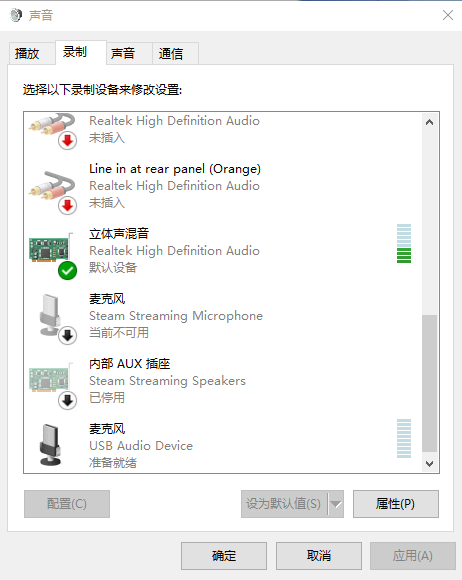 声音
播放
录制
声音
通信
选择以下录制设备来修改设置:
Realtek High Definition Audio
未插入
Line in at rear panel (Orange)
Realtek High Definition Audio
未插入
立体声混音
Realtek High Definition Audio
默认设备
麦克风
Steam Streaming Microphone
当前不可用
内部 AUX 插座
Steam Streaming Speakers
已停用
麦克风
USB Audio Device
准备就绪
配置(C)
设为默认值(S)
属性(P)
确定
取消
应用(A)